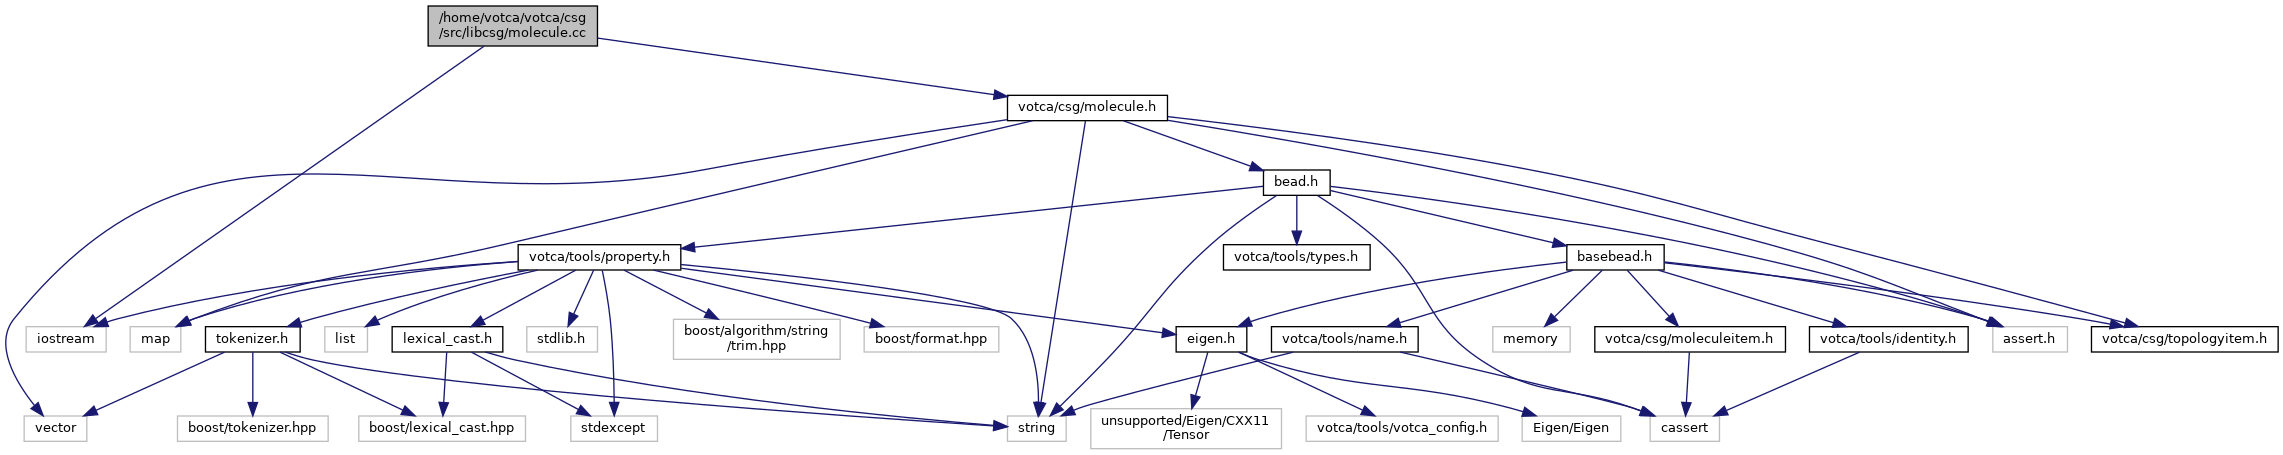 /home/votca/votca/csg
/src/libcsg/molecule.cc
votca/csg/molecule.h
bead.h
votca/tools/property.h
votca/tools/types.h
basebead.h
iostream
map
tokenizer.h
list
lexical_cast.h
stdlib.h
boost/algorithm/string
/trim.hpp
boost/format.hpp
eigen.h
votca/tools/name.h
memory
votca/csg/moleculeitem.h
votca/tools/identity.h
assert.h
votca/csg/topologyitem.h
vector
boost/tokenizer.hpp
boost/lexical_cast.hpp
stdexcept
string
unsupported/Eigen/CXX11
/Tensor
votca/tools/votca_config.h
Eigen/Eigen
cassert